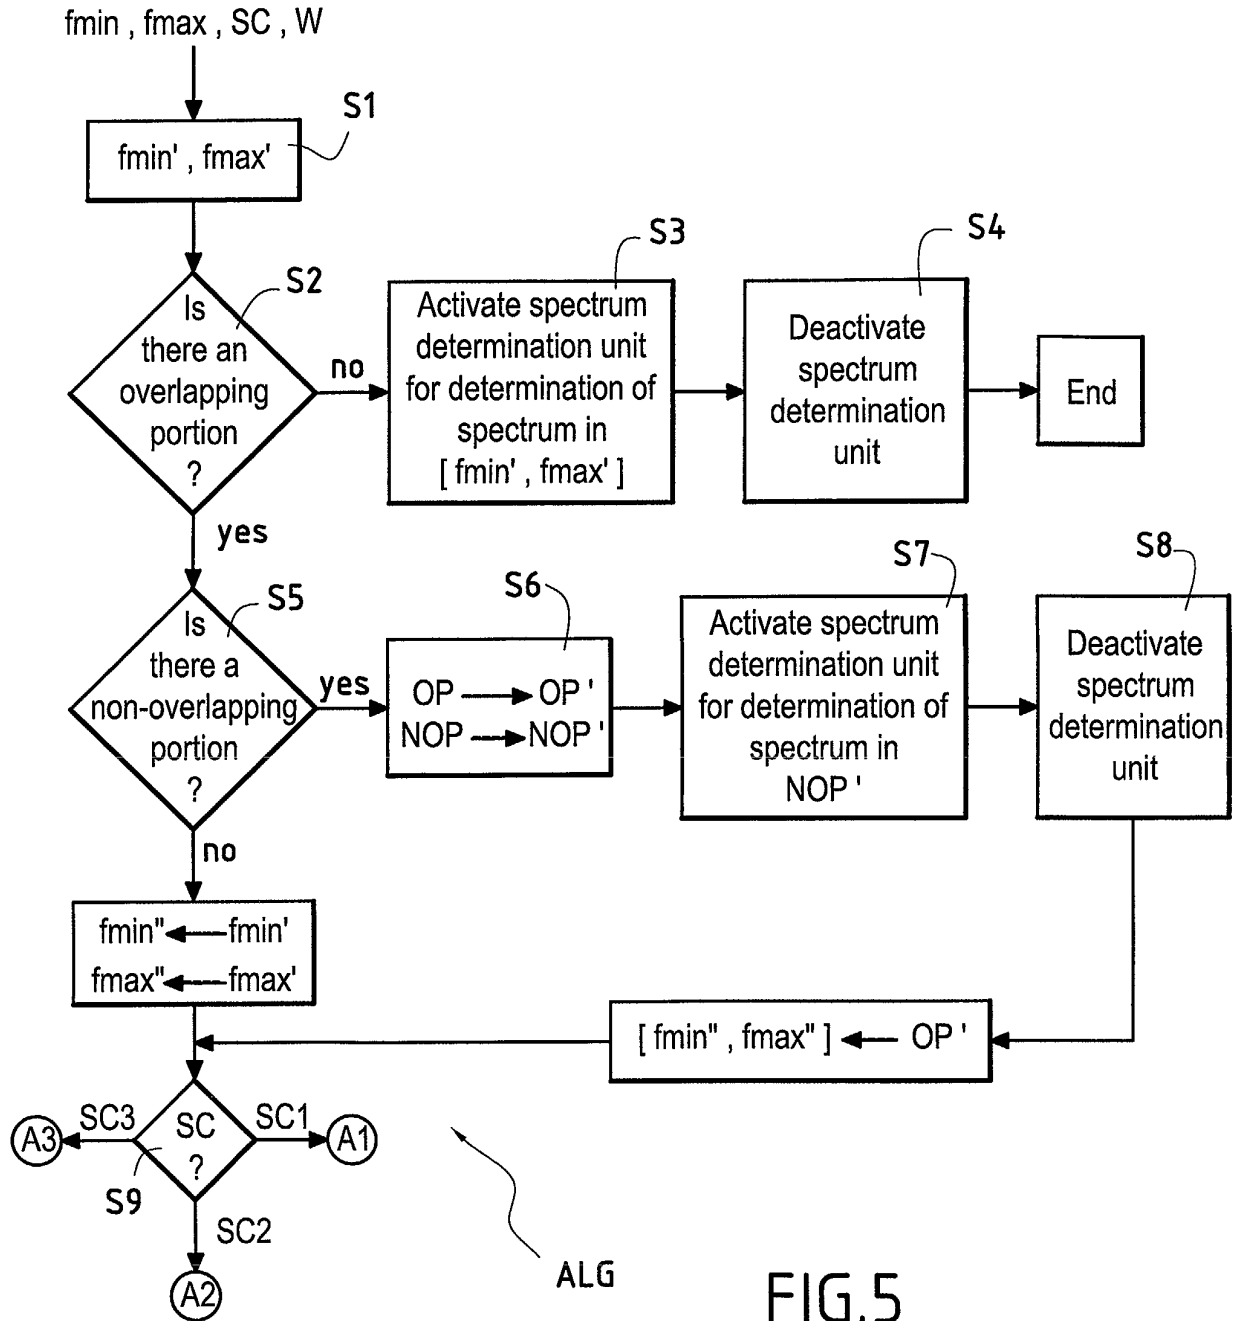 fmin , fmax , SC , W
S1
fmin' , fmax'
S2
Is
there an
overlapping
portion
?
no
yes
S3
Activate spectrum
determination unit
for determination of
spectrum in
[ fmin' , fmax' ]
S4
Deactivate
spectrum
determination
unit
End
S5
Is
there a
non-overlapping
portion
?
yes
no
S6
OP OP '
NOP NOP '
S7
Activate spectrum
determination unit
for determination of
spectrum in
NOP '
S8
Deactivate
spectrum
determination
unit
fmin" fmin'
fmax" fmax'
[ fmin" , fmax" ] OP '
SC
?
S9
SC3
A3
SC1
A1
SC2
A2
ALG
FIG.5